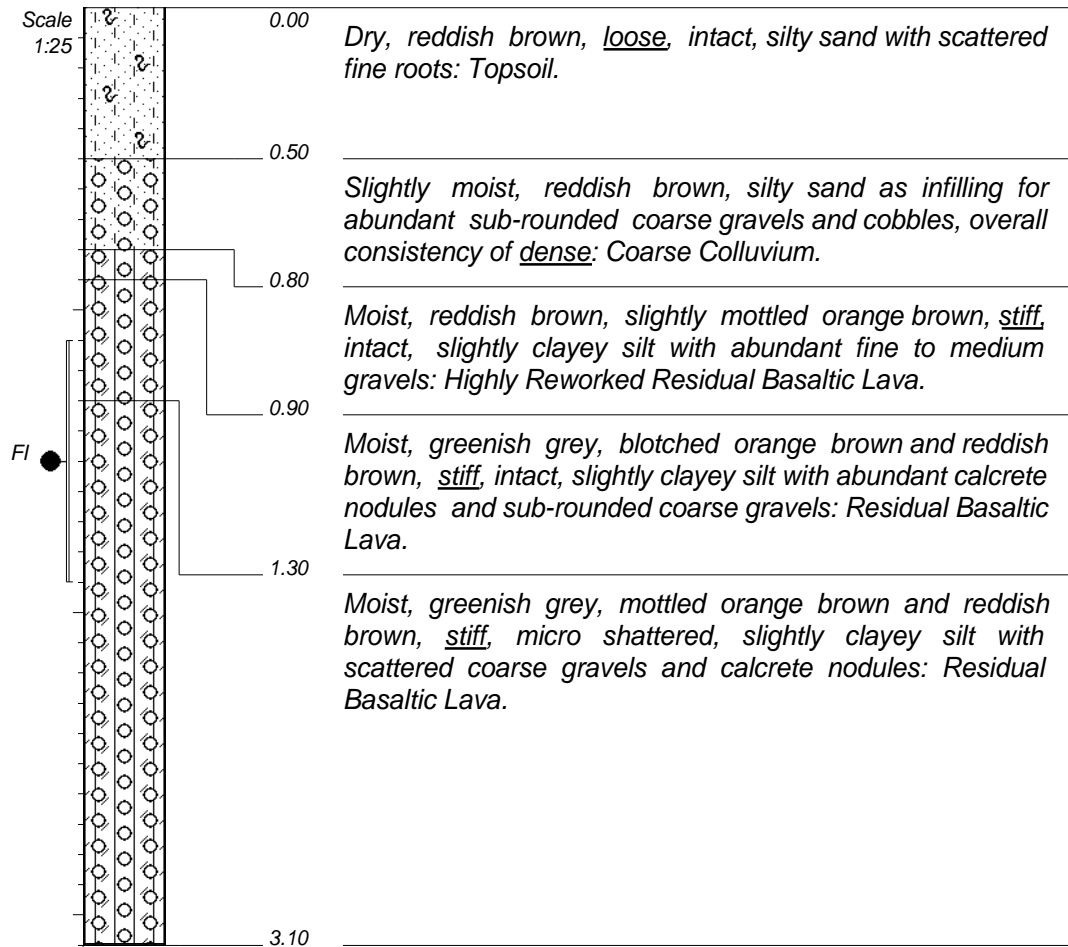 Scale
1:25
0.00
Dry, reddish brown, loose, intact, silty sand with scattered
fine roots: Topsoil.
0.50
Slightly moist, reddish brown, silty sand as infilling for
abundant sub-rounded coarse gravels and cobbles, overall
consistency of dense: Coarse Colluvium.
0.80
Moist, reddish brown, slightly mottled orange brown, stiff,
intact, slightly clayey silt with abundant fine to medium
gravels: Highly Reworked Residual Basaltic Lava.
0.90
Moist, greenish grey, blotched orange brown and reddish
brown, stiff, intact, slightly clayey silt with abundant calcrete
nodules and sub-rounded coarse gravels: Residual Basaltic
Lava.
FI
1.30
Moist, greenish grey, mottled orange brown and reddish
brown, stiff, micro shattered, slightly clayey silt with
scattered coarse gravels and calcrete nodules: Residual
Basaltic Lava.
3.10